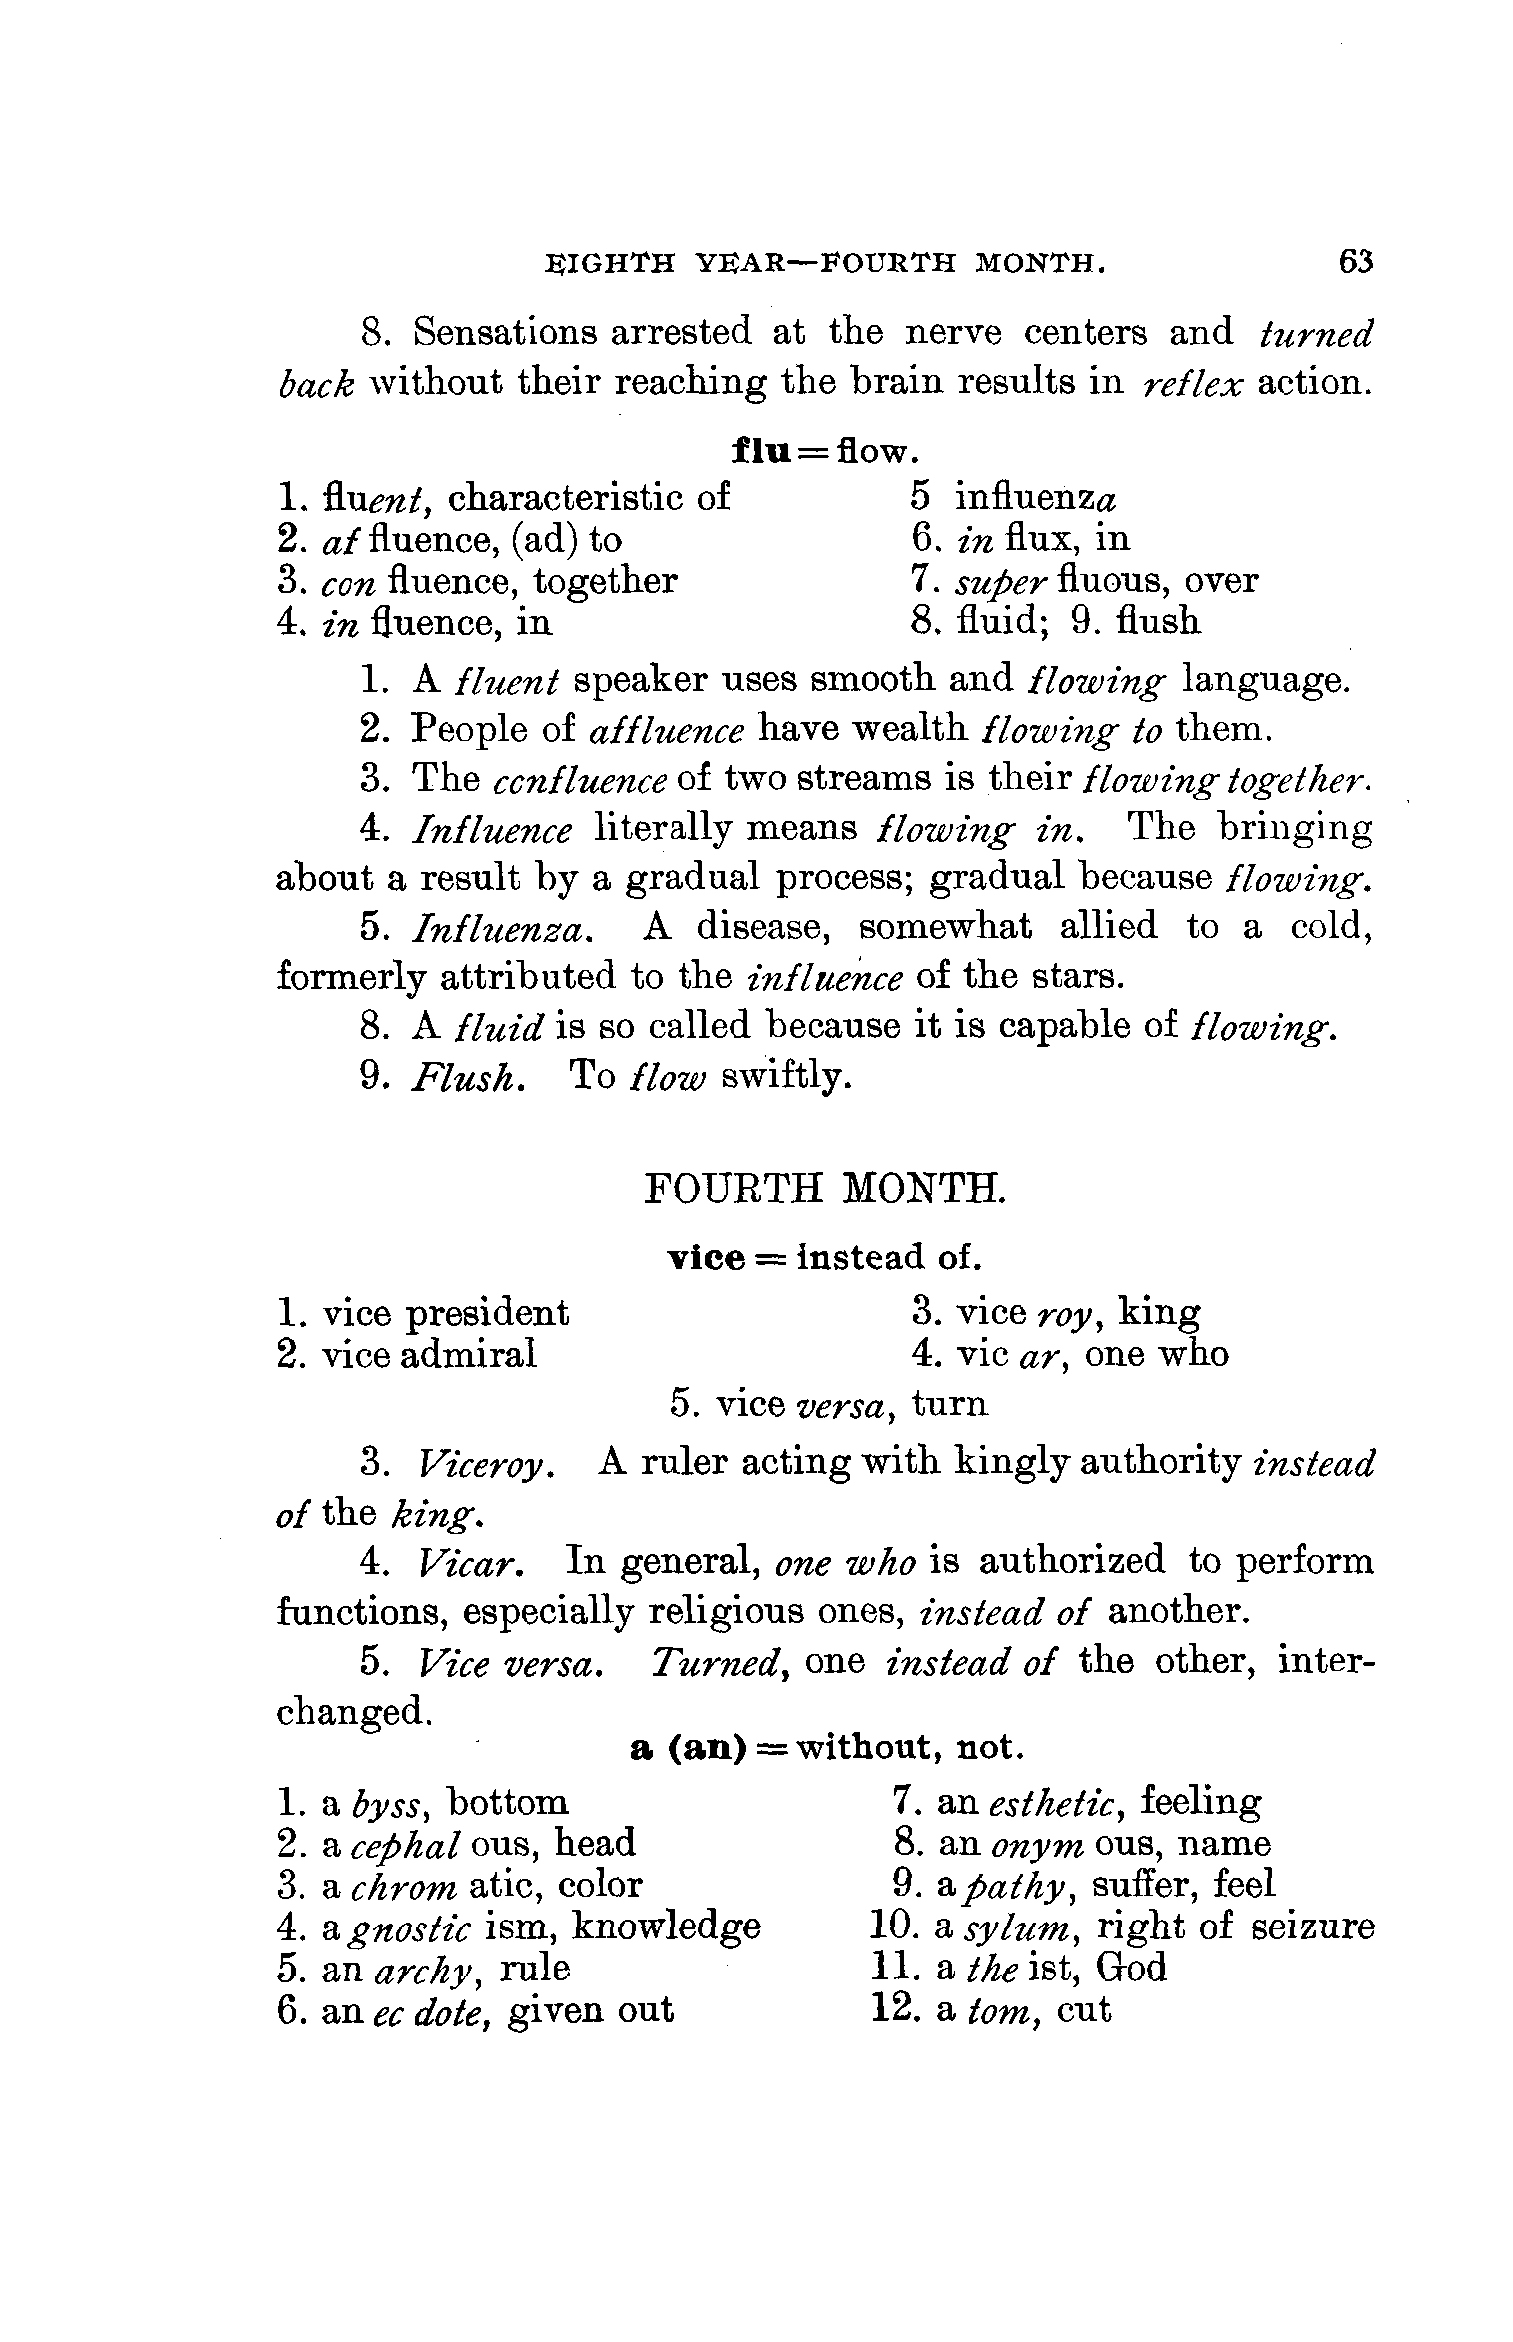 EIGHTH YEAR—FOURTH MONTH. 63
8. Sensations arrested at the nerve centers and turned
back without their reaching the brain results in reflex action.
flu = flow.
1. fluent, characteristic of
2. af fluence, (ad) to
3. con fluence, together
4. in fluence, in
5 influenza
6. in flux, in
7. super fluous, over
8. fluid; 9. flush
1. A fluent speaker uses smooth and flowing language.
2. People of affluence have wealth flowing to them.
3. The ccnfluence of two streams is their flowing together.
4. Influence literally means flowing in. The bringing
about a result by a gradual process; gradual because flowing.
5. Influenza. A disease, somewhat allied to a cold,
formerly attributed to the influence of the stars.
8. A fluid is so called because it is capable of flowing.
9. Flush. To flow swiftly.
FOURTH MONTH.
vice = instead of.
1. vice president
2. vice admiral
3. vice roy, king
4. vic ar, one who
5. vice versa, turn
3. Viceroy. A ruler acting with kingly authority instead
of the king.
4. Vicar. In general, one who is authorized to perform
functions, especially religious ones, instead of another.
5. Vice versa. Turned, one instead of the other, inter-
changed.
a (an) = without, not.
1. a byss, bottom
2. a cephal ous, head
3. a chrom atic, color
4. a gnostic ism, knowledge
5. an archy, rule
6. an ec dote, given out
7. an esthetic, feeling
8. an onym ous, name
9. a pathy, suffer, feel
10. a sylum, right of seizure
11. a the ist, God
12. a tom, cut